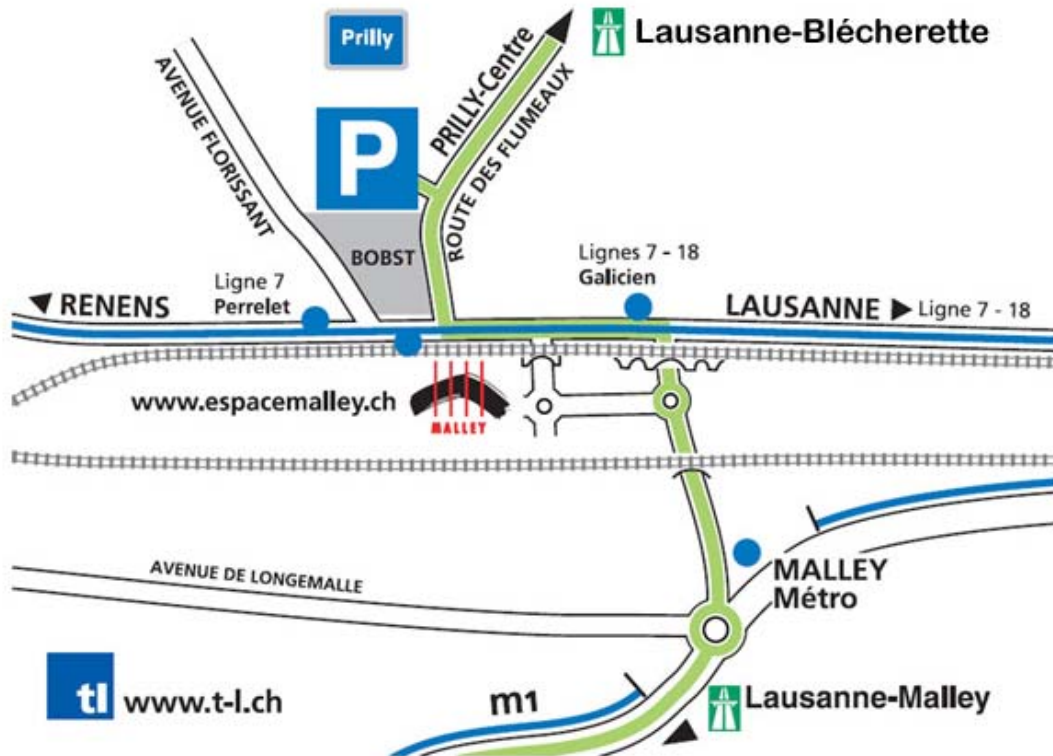 Prilly
Lausanne-Blécherette
AVENUE FLORISSANT
P
PRILLY-Centre
ROUTE DES FLUMEAUX
BOBST
Ligne 7
Perrelet
Lignes 7 - 18
Galicien
RENENS
LAUSANNE
Ligne 7 - 18
www.espacemalley.ch
MALLEY
AVENUE DE LONGEMALLE
MALLEY
Métro
tl
www.t-l.ch
m1
Lausanne-Malley